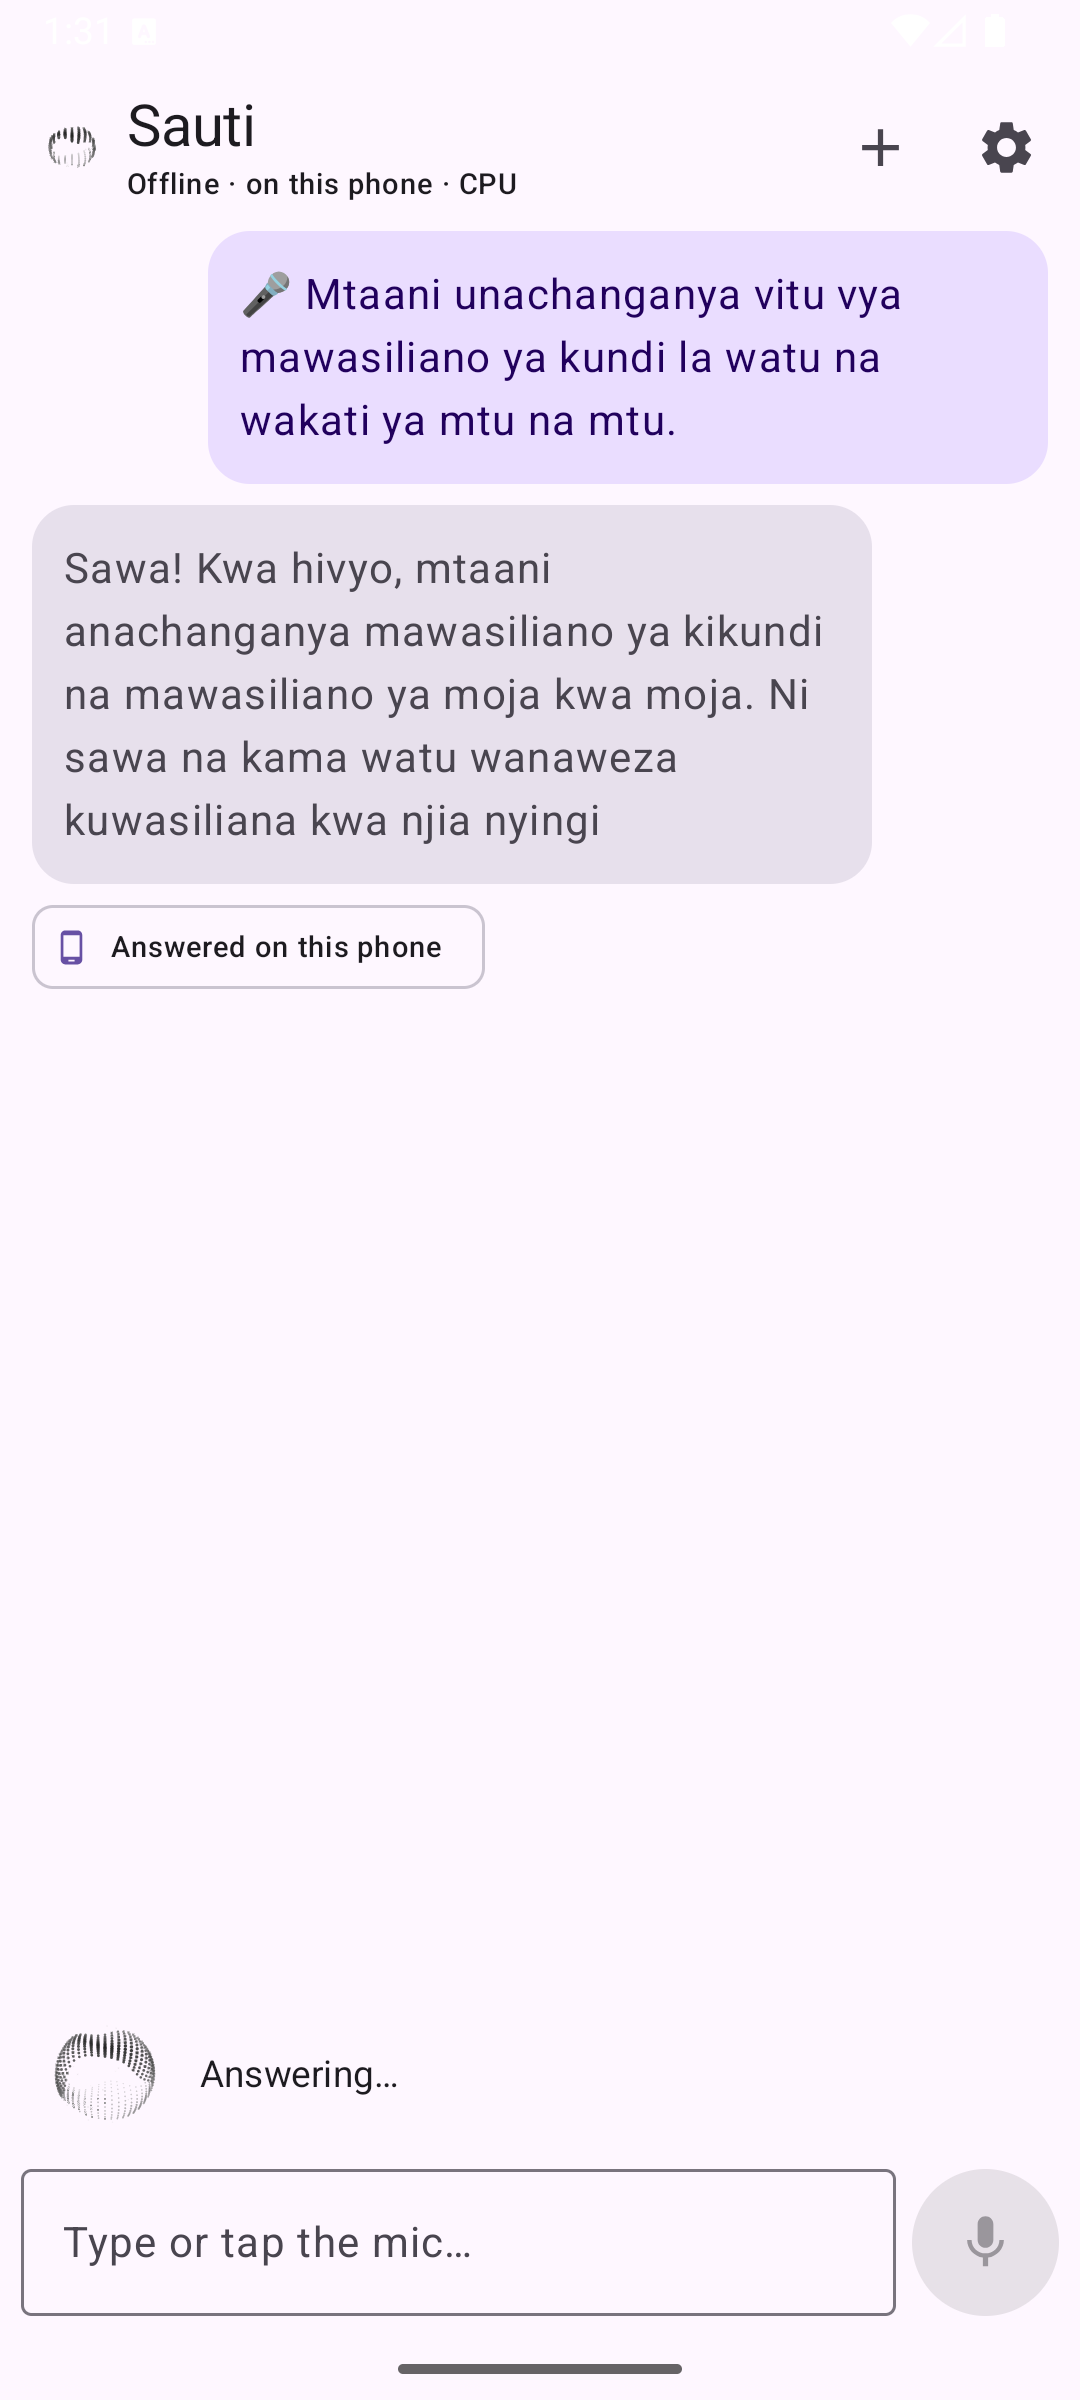 1:31
Sauti
Offline · on this phone · CPU
🎤 Mtaani unachanganya vitu vya
mawasiliano ya kundi la watu na
wakati ya mtu na mtu.
Sawa! Kwa hivyo, mtaani
anachanganya mawasiliano ya kikundi
na mawasiliano ya moja kwa moja. Ni
sawa na kama watu wanaweza
kuwasiliana kwa njia nyingi
Answered on this phone
Answering…
Type or tap the mic…